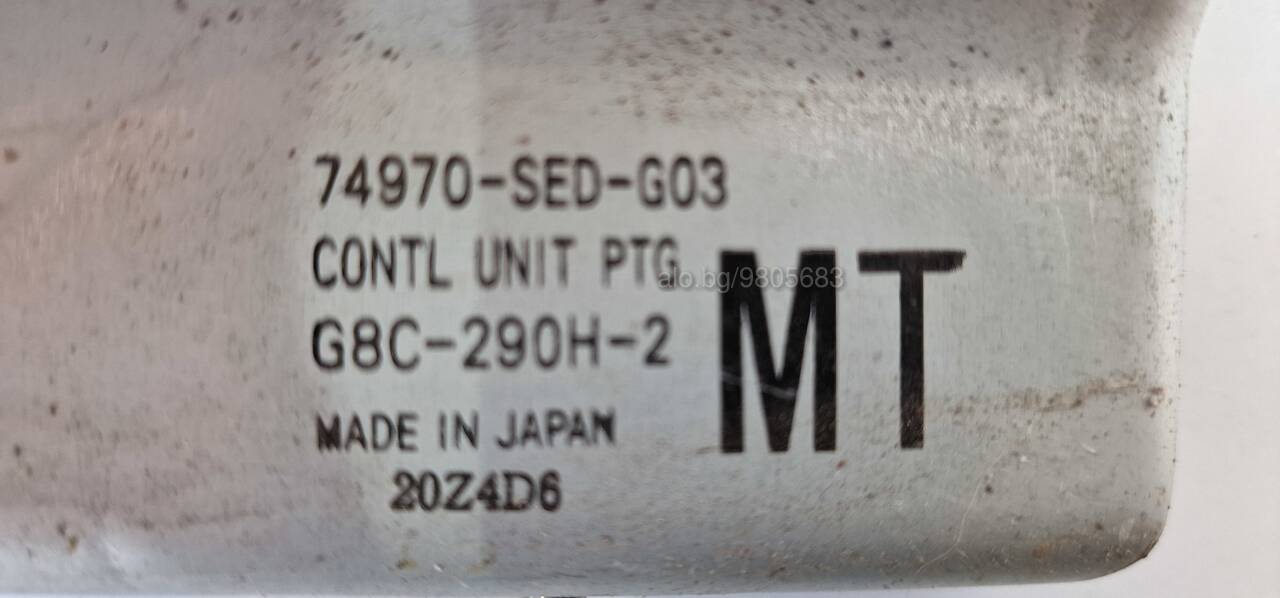 74970-SED-G03
CONTL UNIT PTG
alo.bg/9805683
G8C-290H-2
MT
MADE IN JAPAN
20Z4D6